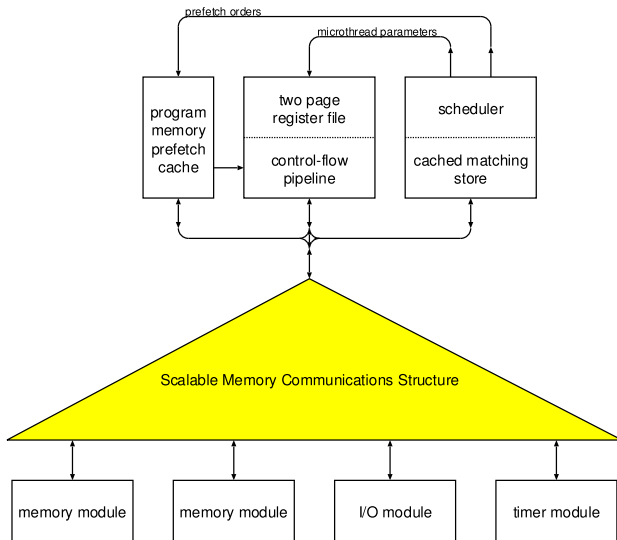 prefetch orders
microthread parameters
program
memory
prefetch
cache
two page
register file
control-flow
pipeline
scheduler
cached matching
store
Scalable Memory Communications Structure
memory module
memory module
I/O module
timer module